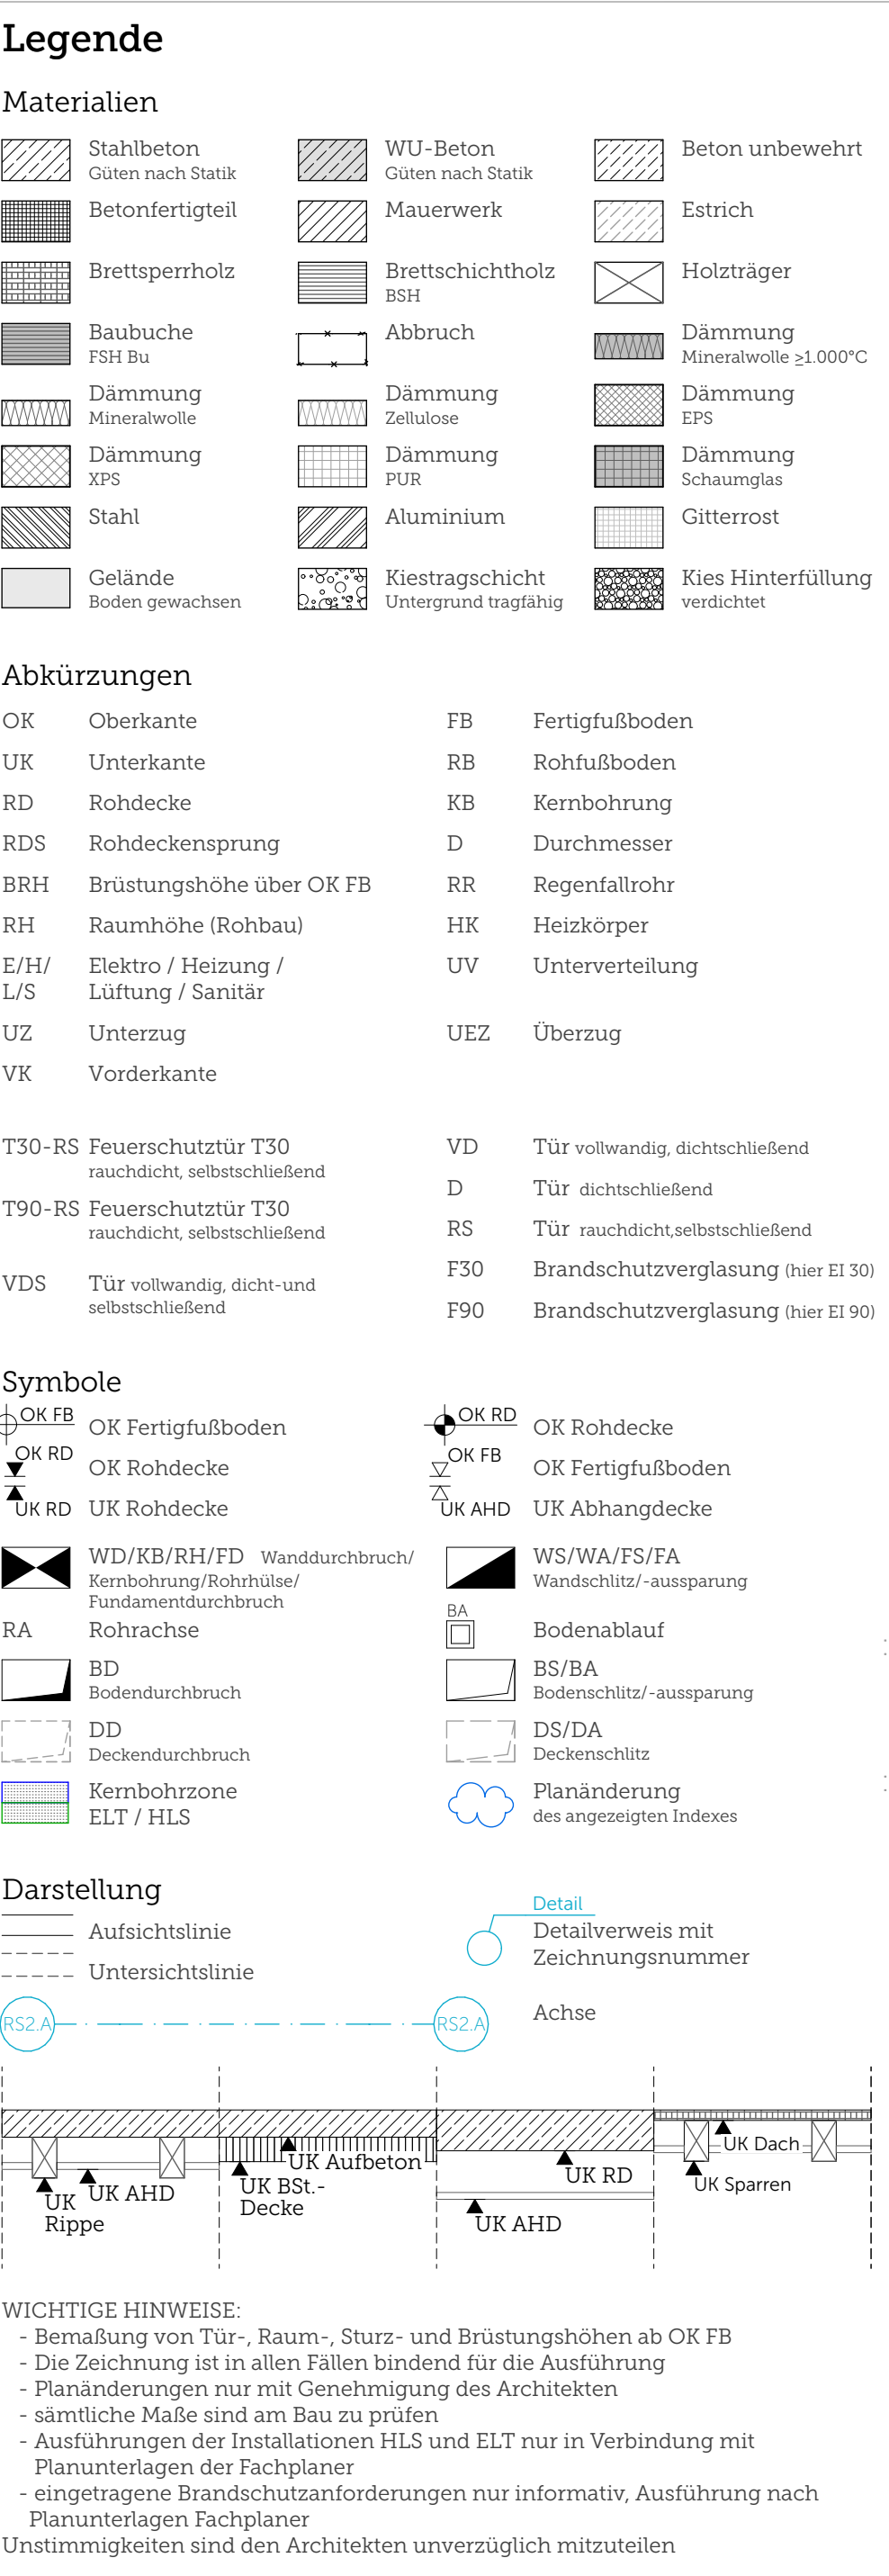 Legende
Materialien
Stahlbeton
Güten nach Statik
WU-Beton
Güten nach Statik
Beton unbewehrt
Betonfertigteil
Mauerwerk
Estrich
Brettsperrholz
Brettschichtholz
BSH
Holzträger
Baubuche
FSH Bu
Abbruch
Dämmung
Mineralwolle ≥1.000°C
Dämmung
Mineralwolle
Dämmung
Zellulose
Dämmung
EPS
Dämmung
XPS
Dämmung
PUR
Dämmung
Schaumglas
Stahl
Aluminium
Gitterrost
Gelände
Boden gewachsen
Kiestragschicht
Untergrund tragfähig
Kies Hinterfüllung
verdichtet
Abkürzungen
OK Oberkante
FB Fertigfußboden
UK Unterkante
RB Rohfußboden
RD Rohdecke
KB Kernbohrung
RDS Rohdeckensprung
D Durchmesser
BRH Brüstungshöhe über OK FB
RR Regenfallrohr
RH Raumhöhe (Rohbau)
HK Heizkörper
E/H/ Elektro / Heizung /
L/S Lüftung / Sanitär
UV Unterverteilung
UZ Unterzug
UEZ Überzug
VK Vorderkante
T30-RS Feuerschutztür T30
rauchdicht, selbstschließend
T90-RS Feuerschutztür T30
rauchdicht, selbstschließend
VDS Tür vollwandig, dicht-und
selbstschließend
VD Tür vollwandig, dichtschließend
D Tür dichtschließend
RS Tür rauchdicht,selbstschließend
F30 Brandschutzverglasung (hier EI 30)
F90 Brandschutzverglasung (hier EI 90)
Symbole
OK FB OK Fertigfußboden
OK RD OK Rohdecke
OK RD OK Rohdecke
OK FB OK Fertigfußboden
UK RD UK Rohdecke
UK AHD UK Abhangdecke
WD/KB/RH/FD Wanddurchbruch/
Kernbohrung/Rohrhülse/
Fundamentdurchbruch
WS/WA/FS/FA
Wandschlitz/-aussparung
RA Rohrachse
BA
Bodenablauf
BD
Bodendurchbruch
BS/BA
Bodenschlitz/-aussparung
DD
Deckendurchbruch
DS/DA
Deckenschlitz
Kernbohrzone
ELT / HLS
Planänderung
des angezeigten Indexes
Darstellung
Aufsichtslinie
Untersichtslinie
Detail
Detailverweis mit
Zeichnungsnummer
RS2.A
RS2.A
Achse
UK
Rippe
UK AHD
UK Aufbeton
UK BSt.-
Decke
UK RD
UK AHD
UK Dach
UK Sparren
WICHTIGE HINWEISE:
- Bemaßung von Tür-, Raum-, Sturz- und Brüstungshöhen ab OK FB
- Die Zeichnung ist in allen Fällen bindend für die Ausführung
- Planänderungen nur mit Genehmigung des Architekten
- sämtliche Maße sind am Bau zu prüfen
- Ausführungen der Installationen HLS und ELT nur in Verbindung mit
Planunterlagen der Fachplaner
- eingetragene Brandschutzanforderungen nur informativ, Ausführung nach
Planunterlagen Fachplaner
Unstimmigkeiten sind den Architekten unverzüglich mitzuteilen